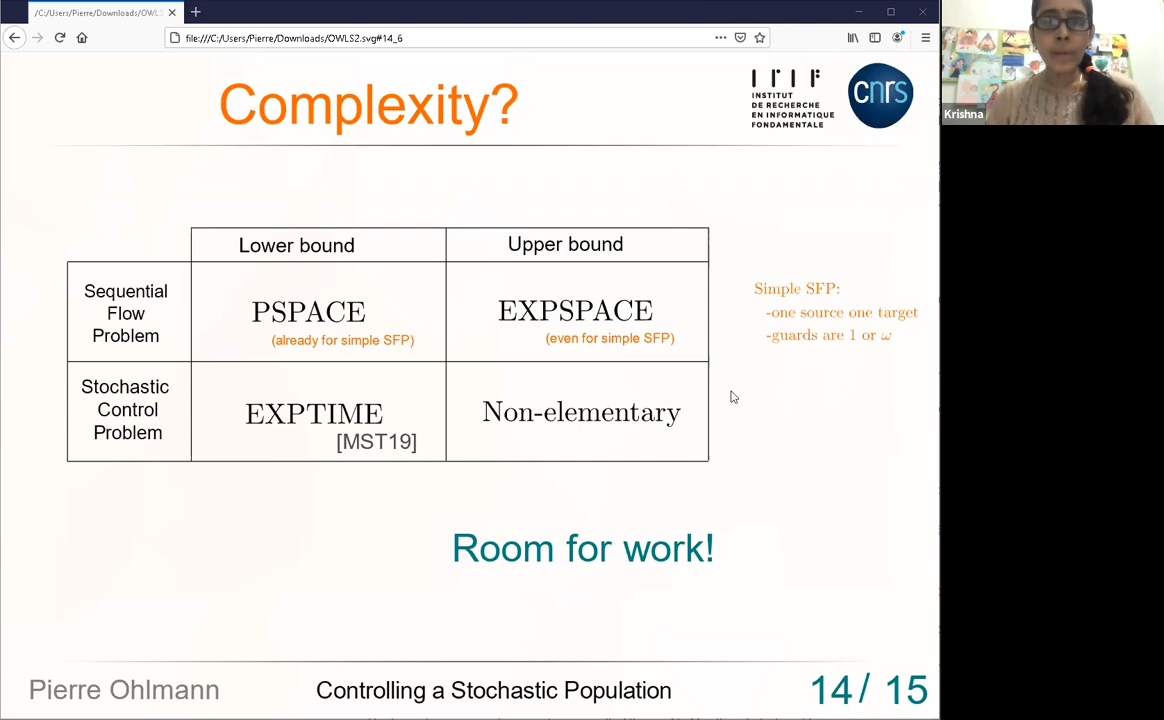 /C:/Users/Pierre/Downloads/OWLS
file:///C:/Users/Pierre/Downloads/OWLS2.svg#14_6
Complexity?
INSTITUT
DE RECHERCHE
EN INFORMATIQUE
FONDAMENTALE
cnrs
Krishna
Lower bound
Upper bound
Sequential
Flow
Problem
PSPACE
(already for simple SFP)
EXPSPACE
(even for simple SFP)
Simple SFP:
-one source one target
-guards are 1 or ω
Stochastic
Control
Problem
EXPTIME
[MST19]
Non-elementary
Room for work!
Pierre Ohlmann
Controlling a Stochastic Population
14/ 15